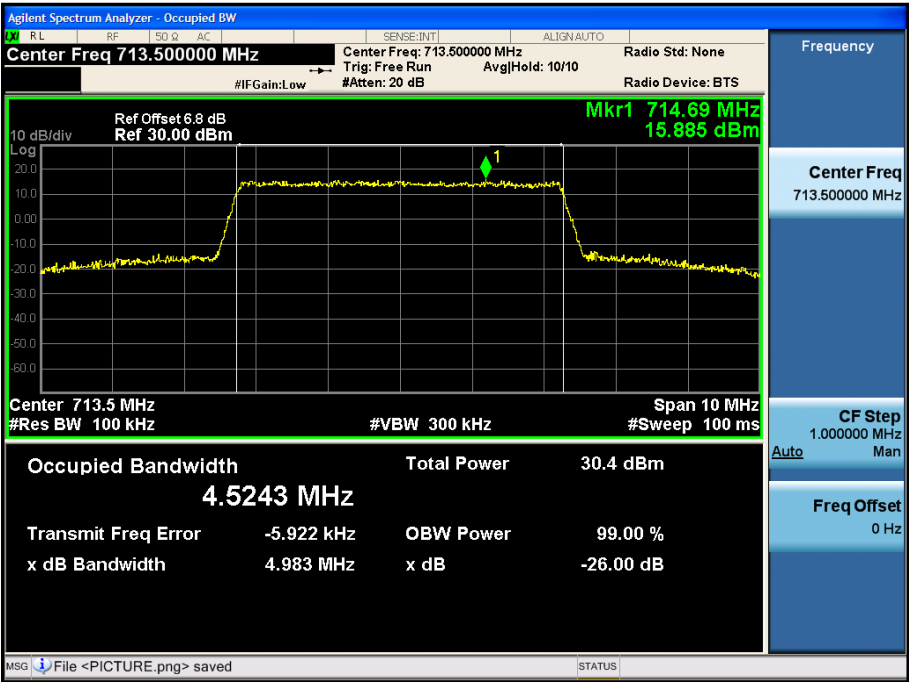 Agilent Spectrum Analyzer - Occupied BW
LXI RL RF 50 Ω AC SENSE:INT ALIGN AUTO
Center Freq 713.500000 MHz
Center Freq: 713.500000 MHz
Radio Std: None
Trig: Free Run Avg|Hold: 10/10
#IFGain:Low
#Atten: 20 dB
Radio Device: BTS
Mkr1 714.69 MHz
15.885 dBm
Ref Offset 6.8 dB
10 dB/div Ref 30.00 dBm
Log
1
20.0
10.0
0.00
-10.0
-20.0
-30.0
-40.0
-50.0
-60.0
Center 713.5 MHz Span 10 MHz
#Res BW 100 kHz #VBW 300 kHz #Sweep 100 ms
Occupied Bandwidth Total Power 30.4 dBm
4.5243 MHz
Transmit Freq Error -5.922 kHz OBW Power 99.00 %
x dB Bandwidth 4.983 MHz x dB -26.00 dB
Frequency
Center Freq
713.500000 MHz
CF Step
1.000000 MHz
Auto Man
Freq Offset
0 Hz
MSG File <PICTURE.png> saved STATUS